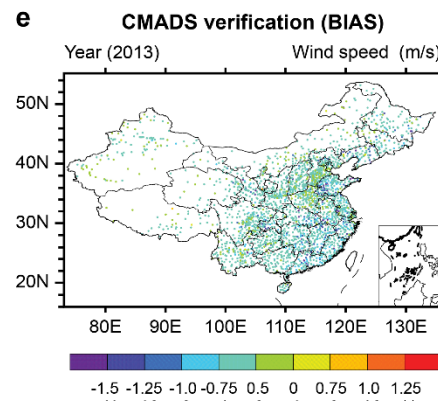 e
CMADS verification (BIAS)
Year (2013) Wind speed (m/s)
50N
40N
30N
20N
80E 90E 100E 110E 120E 130E
-1.5 -1.25 -1.0 -0.75 0.5 0 0.75 1.0 1.25